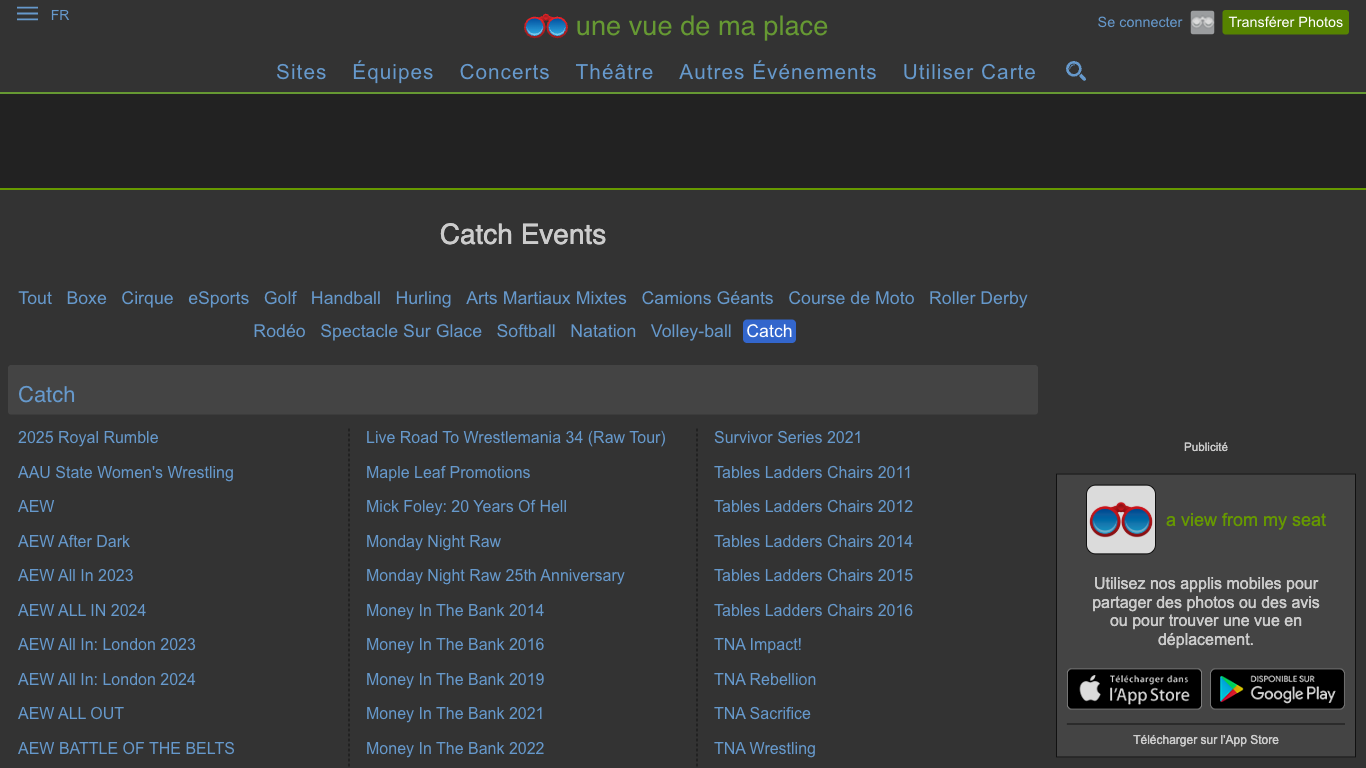 FR
une vue de ma place
Se connecter
Transférer Photos
Sites Équipes Concerts Théâtre Autres Événements Utiliser Carte
Catch Events
Tout Boxe Cirque eSports Golf Handball Hurling Arts Martiaux Mixtes Camions Géants Course de Moto Roller Derby
Rodéo Spectacle Sur Glace Softball Natation Volley-ball Catch
Catch
2025 Royal Rumble
AAU State Women's Wrestling
AEW
AEW After Dark
AEW All In 2023
AEW ALL IN 2024
AEW All In: London 2023
AEW All In: London 2024
AEW ALL OUT
AEW BATTLE OF THE BELTS
Live Road To Wrestlemania 34 (Raw Tour)
Maple Leaf Promotions
Mick Foley: 20 Years Of Hell
Monday Night Raw
Monday Night Raw 25th Anniversary
Money In The Bank 2014
Money In The Bank 2016
Money In The Bank 2019
Money In The Bank 2021
Money In The Bank 2022
Survivor Series 2021
Tables Ladders Chairs 2011
Tables Ladders Chairs 2012
Tables Ladders Chairs 2014
Tables Ladders Chairs 2015
Tables Ladders Chairs 2016
TNA Impact!
TNA Rebellion
TNA Sacrifice
TNA Wrestling
Publicité
a view from my seat
Utilisez nos applis mobiles pour
partager des photos ou des avis
ou pour trouver une vue en
déplacement.
Télécharger dans
l'App Store
DISPONIBLE SUR
Google Play
Télécharger sur l'App Store